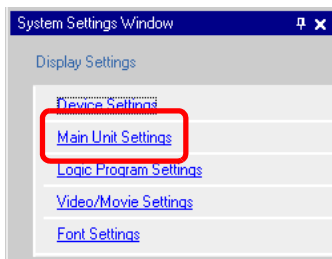 System Settings Window
Display Settings
Device Settings
Main Unit Settings
Logic Program Settings
Video/Movie Settings
Font Settings